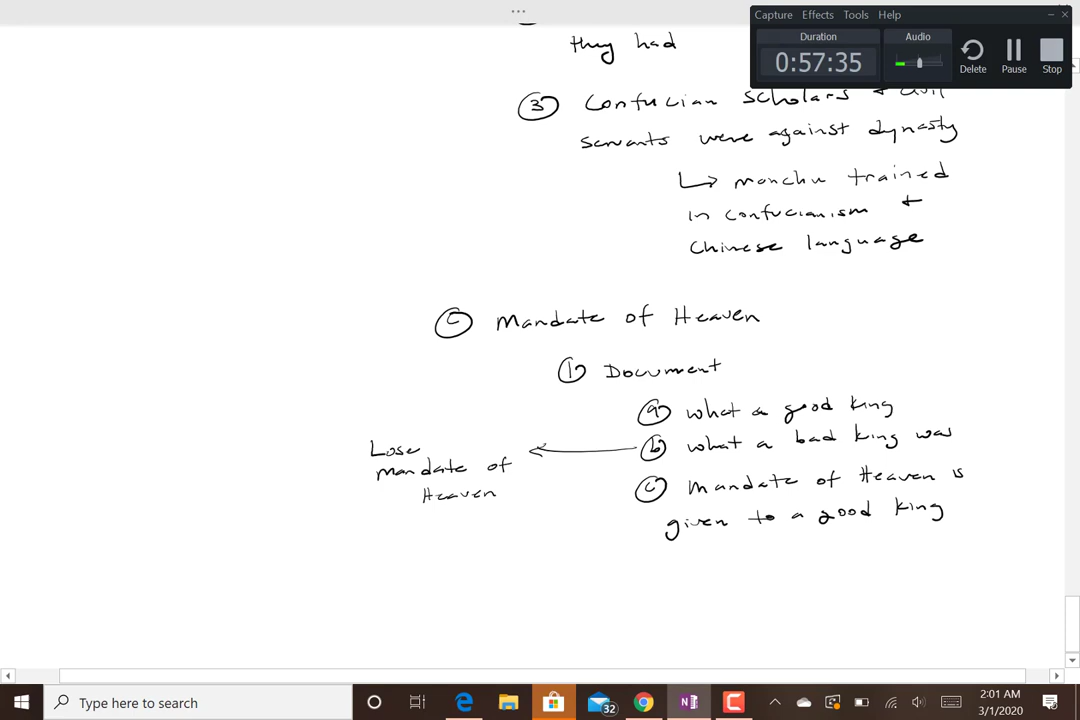 Capture Effects Tools Help
Duration Audio
0:57:35
Delete Pause Stop
they had
③ Confucian scholars + civil
servants were against dynasty
↳ manchu trained
in confucianism +
Chinese language
© Mandate of Heaven
① Document
ⓐ what a good king
ⓑ what a bad king was
Lose
mandate of
Heaven
ⓒ Mandate of Heaven is
given to a good king
Type here to search
32
2:01 AM
3/1/2020